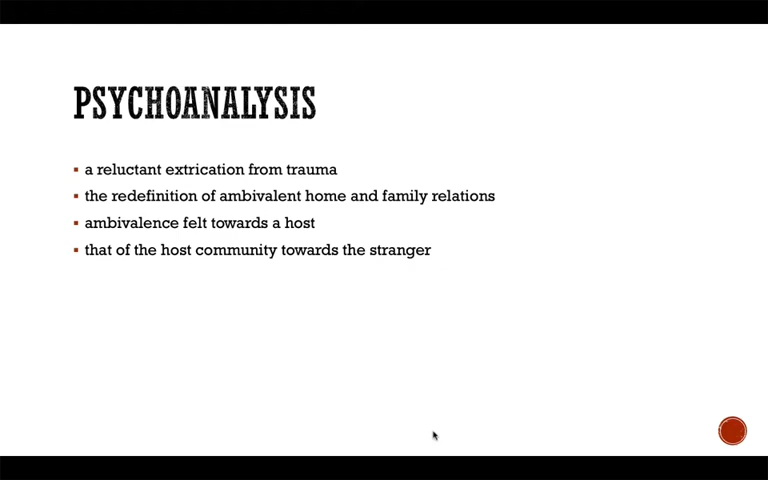 PSYCHOANALYSIS
▪ a reluctant extrication from trauma
▪ the redefinition of ambivalent home and family relations
▪ ambivalence felt towards a host
▪ that of the host community towards the stranger